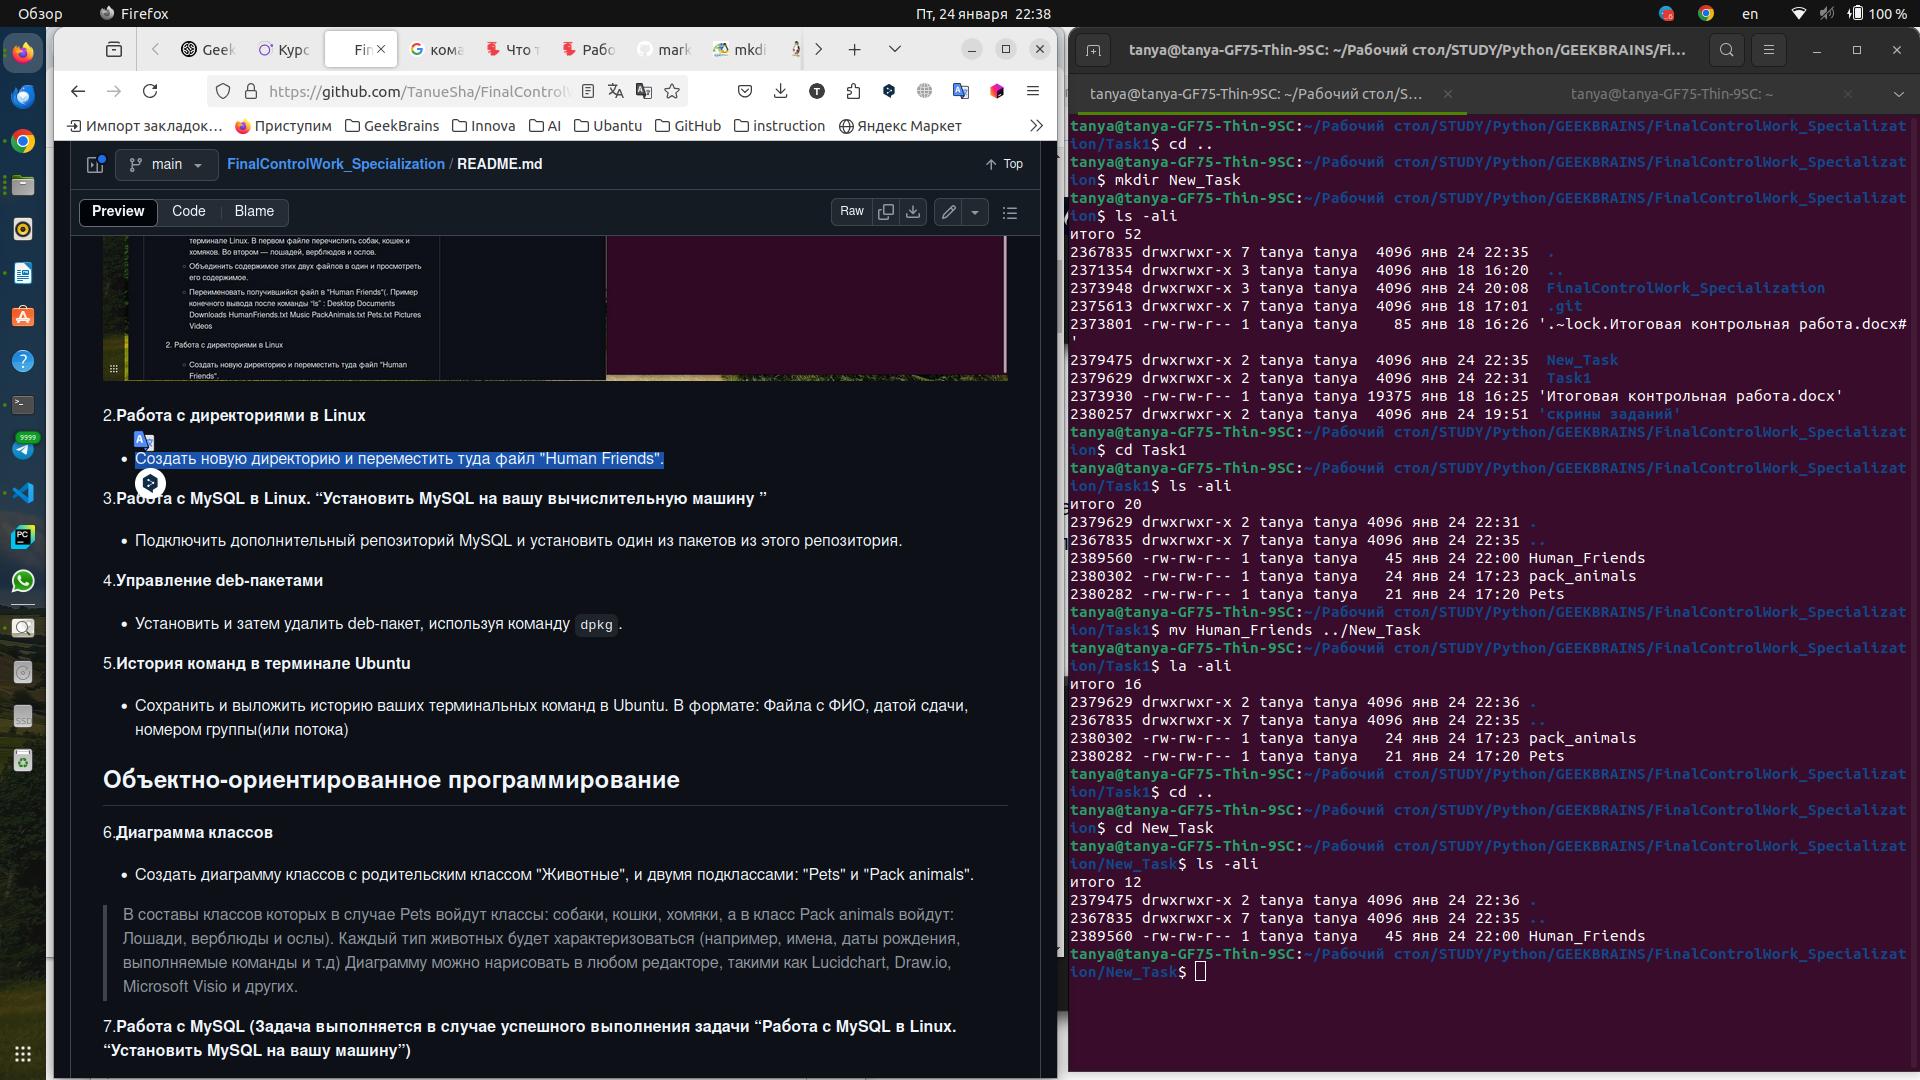 Обзор
Firefox
Пт, 24 января 22:38
en
100 %
Geek
Курс
Fin
кома
Что т
Рабо
mark
mkdi
https://github.com/TanueSha/FinalControlW
Импорт закладок…
Приступим
GeekBrains
Innova
AI
Ubantu
GitHub
instruction
Яндекс Маркет
main
FinalControlWork_Specialization / README.md
Top
Preview
Code
Blame
Raw
терминале Linux. В первом файле перечислить собак, кошек и
хомяков. Во втором — лошадей, верблюдов и ослов.
Объединить содержимое этих двух файлов в один и просмотреть
его содержимое.
Переименовать получившийся файл в "Human Friends"(. Пример
конечного вывода после команды “ls” : Desktop Documents
Downloads HumanFriends.txt Music PackAnimals.txt Pets.txt Pictures
Videos
2. Работа с директориями в Linux
Создать новую директорию и переместить туда файл "Human
Friends".
2.Работа с директориями в Linux
Создать новую директорию и переместить туда файл "Human Friends".
3.Работа с MySQL в Linux. “Установить MySQL на вашу вычислительную машину ”
Подключить дополнительный репозиторий MySQL и установить один из пакетов из этого репозитория.
4.Управление deb-пакетами
Установить и затем удалить deb-пакет, используя команду dpkg.
5.История команд в терминале Ubuntu
Сохранить и выложить историю ваших терминальных команд в Ubuntu. В формате: Файла с ФИО, датой сдачи,
номером группы(или потока)
Объектно-ориентированное программирование
6.Диаграмма классов
Создать диаграмму классов с родительским классом "Животные", и двумя подклассами: "Pets" и "Pack animals".
В составы классов которых в случае Pets войдут классы: собаки, кошки, хомяки, а в класс Pack animals войдут:
Лошади, верблюды и ослы). Каждый тип животных будет характеризоваться (например, имена, даты рождения,
выполняемые команды и т.д) Диаграмму можно нарисовать в любом редакторе, такими как Lucidchart, Draw.io,
Microsoft Visio и других.
7.Работа с MySQL (Задача выполняется в случае успешного выполнения задачи “Работа с MySQL в Linux.
“Установить MySQL на вашу машину”)
9999
PC
SSD
tanya@tanya-GF75-Thin-9SC: ~/Рабочий стол/STUDY/Python/GEEKBRAINS/Fi...
tanya@tanya-GF75-Thin-9SC: ~/Рабочий стол/S...
tanya@tanya-GF75-Thin-9SC: ~
tanya@tanya-GF75-Thin-9SC:~/Рабочий стол/STUDY/Python/GEEKBRAINS/FinalControlWork_Specializat
ion/Task1$ cd ..
tanya@tanya-GF75-Thin-9SC:~/Рабочий стол/STUDY/Python/GEEKBRAINS/FinalControlWork_Specializat
ion$ mkdir New_Task
tanya@tanya-GF75-Thin-9SC:~/Рабочий стол/STUDY/Python/GEEKBRAINS/FinalControlWork_Specializat
ion$ ls -ali
итого 52
2367835 drwxrwxr-x 7 tanya tanya  4096 янв 24 22:35  .
2371354 drwxrwxr-x 3 tanya tanya  4096 янв 18 16:20  ..
2373948 drwxrwxr-x 3 tanya tanya  4096 янв 24 20:08  FinalControlWork_Specialization
2375613 drwxrwxr-x 7 tanya tanya  4096 янв 18 17:01  .git
2373801 -rw-rw-r-- 1 tanya tanya    85 янв 18 16:26 '.~lock.Итоговая контрольная работа.docx#
'
2379475 drwxrwxr-x 2 tanya tanya  4096 янв 24 22:35  New_Task
2379629 drwxrwxr-x 2 tanya tanya  4096 янв 24 22:31  Task1
2373930 -rw-rw-r-- 1 tanya tanya 19375 янв 18 16:25 'Итоговая контрольная работа.docx'
2380257 drwxrwxr-x 2 tanya tanya  4096 янв 24 19:51 'скрины заданий'
tanya@tanya-GF75-Thin-9SC:~/Рабочий стол/STUDY/Python/GEEKBRAINS/FinalControlWork_Specializat
ion$ cd Task1
tanya@tanya-GF75-Thin-9SC:~/Рабочий стол/STUDY/Python/GEEKBRAINS/FinalControlWork_Specializat
ion/Task1$ ls -ali
итого 20
2379629 drwxrwxr-x 2 tanya tanya 4096 янв 24 22:31 .
2367835 drwxrwxr-x 7 tanya tanya 4096 янв 24 22:35 ..
2389560 -rw-rw-r-- 1 tanya tanya   45 янв 24 22:00 Human_Friends
2380302 -rw-rw-r-- 1 tanya tanya   24 янв 24 17:23 pack_animals
2380282 -rw-rw-r-- 1 tanya tanya   21 янв 24 17:20 Pets
tanya@tanya-GF75-Thin-9SC:~/Рабочий стол/STUDY/Python/GEEKBRAINS/FinalControlWork_Specializat
ion/Task1$ mv Human_Friends ../New_Task
tanya@tanya-GF75-Thin-9SC:~/Рабочий стол/STUDY/Python/GEEKBRAINS/FinalControlWork_Specializat
ion/Task1$ la -ali
итого 16
2379629 drwxrwxr-x 2 tanya tanya 4096 янв 24 22:36 .
2367835 drwxrwxr-x 7 tanya tanya 4096 янв 24 22:35 ..
2380302 -rw-rw-r-- 1 tanya tanya   24 янв 24 17:23 pack_animals
2380282 -rw-rw-r-- 1 tanya tanya   21 янв 24 17:20 Pets
tanya@tanya-GF75-Thin-9SC:~/Рабочий стол/STUDY/Python/GEEKBRAINS/FinalControlWork_Specializat
ion/Task1$ cd ..
tanya@tanya-GF75-Thin-9SC:~/Рабочий стол/STUDY/Python/GEEKBRAINS/FinalControlWork_Specializat
ion$ cd New_Task
tanya@tanya-GF75-Thin-9SC:~/Рабочий стол/STUDY/Python/GEEKBRAINS/FinalControlWork_Specializat
ion/New_Task$ ls -ali
итого 12
2379475 drwxrwxr-x 2 tanya tanya 4096 янв 24 22:36 .
2367835 drwxrwxr-x 7 tanya tanya 4096 янв 24 22:35 ..
2389560 -rw-rw-r-- 1 tanya tanya   45 янв 24 22:00 Human_Friends
tanya@tanya-GF75-Thin-9SC:~/Рабочий стол/STUDY/Python/GEEKBRAINS/FinalControlWork_Specializat
ion/New_Task$